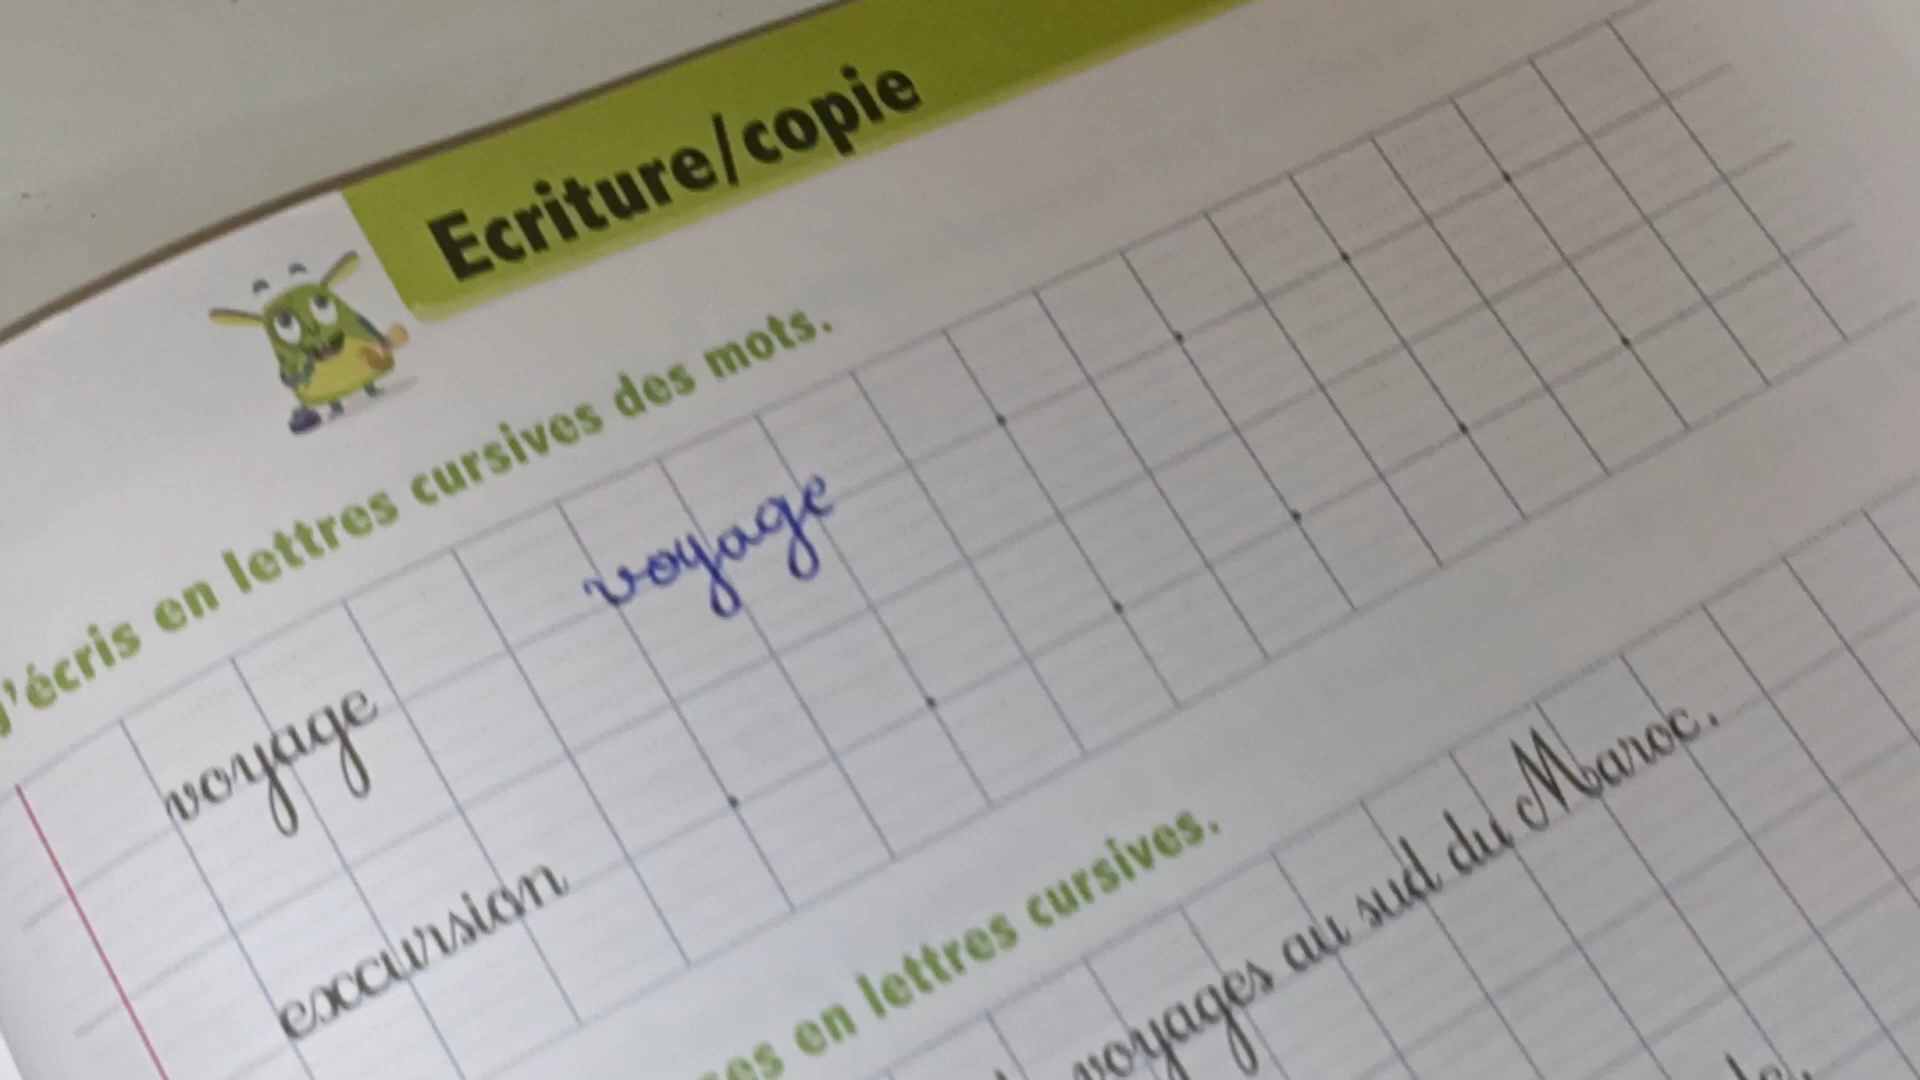 Ecriture/copie
J'écris en lettres cursives des mots.
voyage voyage
excursion
en lettres cursives.
voyages au sud du Maroc.